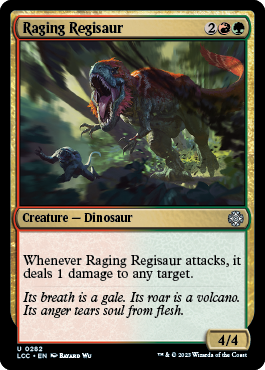 Raging Regisaur 2
Creature — Dinosaur
Whenever Raging Regisaur attacks, it
deals 1 damage to any target.
Its breath is a gale. Its roar is a volcano.
Its anger tears soul from flesh.
4/4
U 0282
LCC • EN Bayard Wu
™ & © 2023 Wizards of the Coast